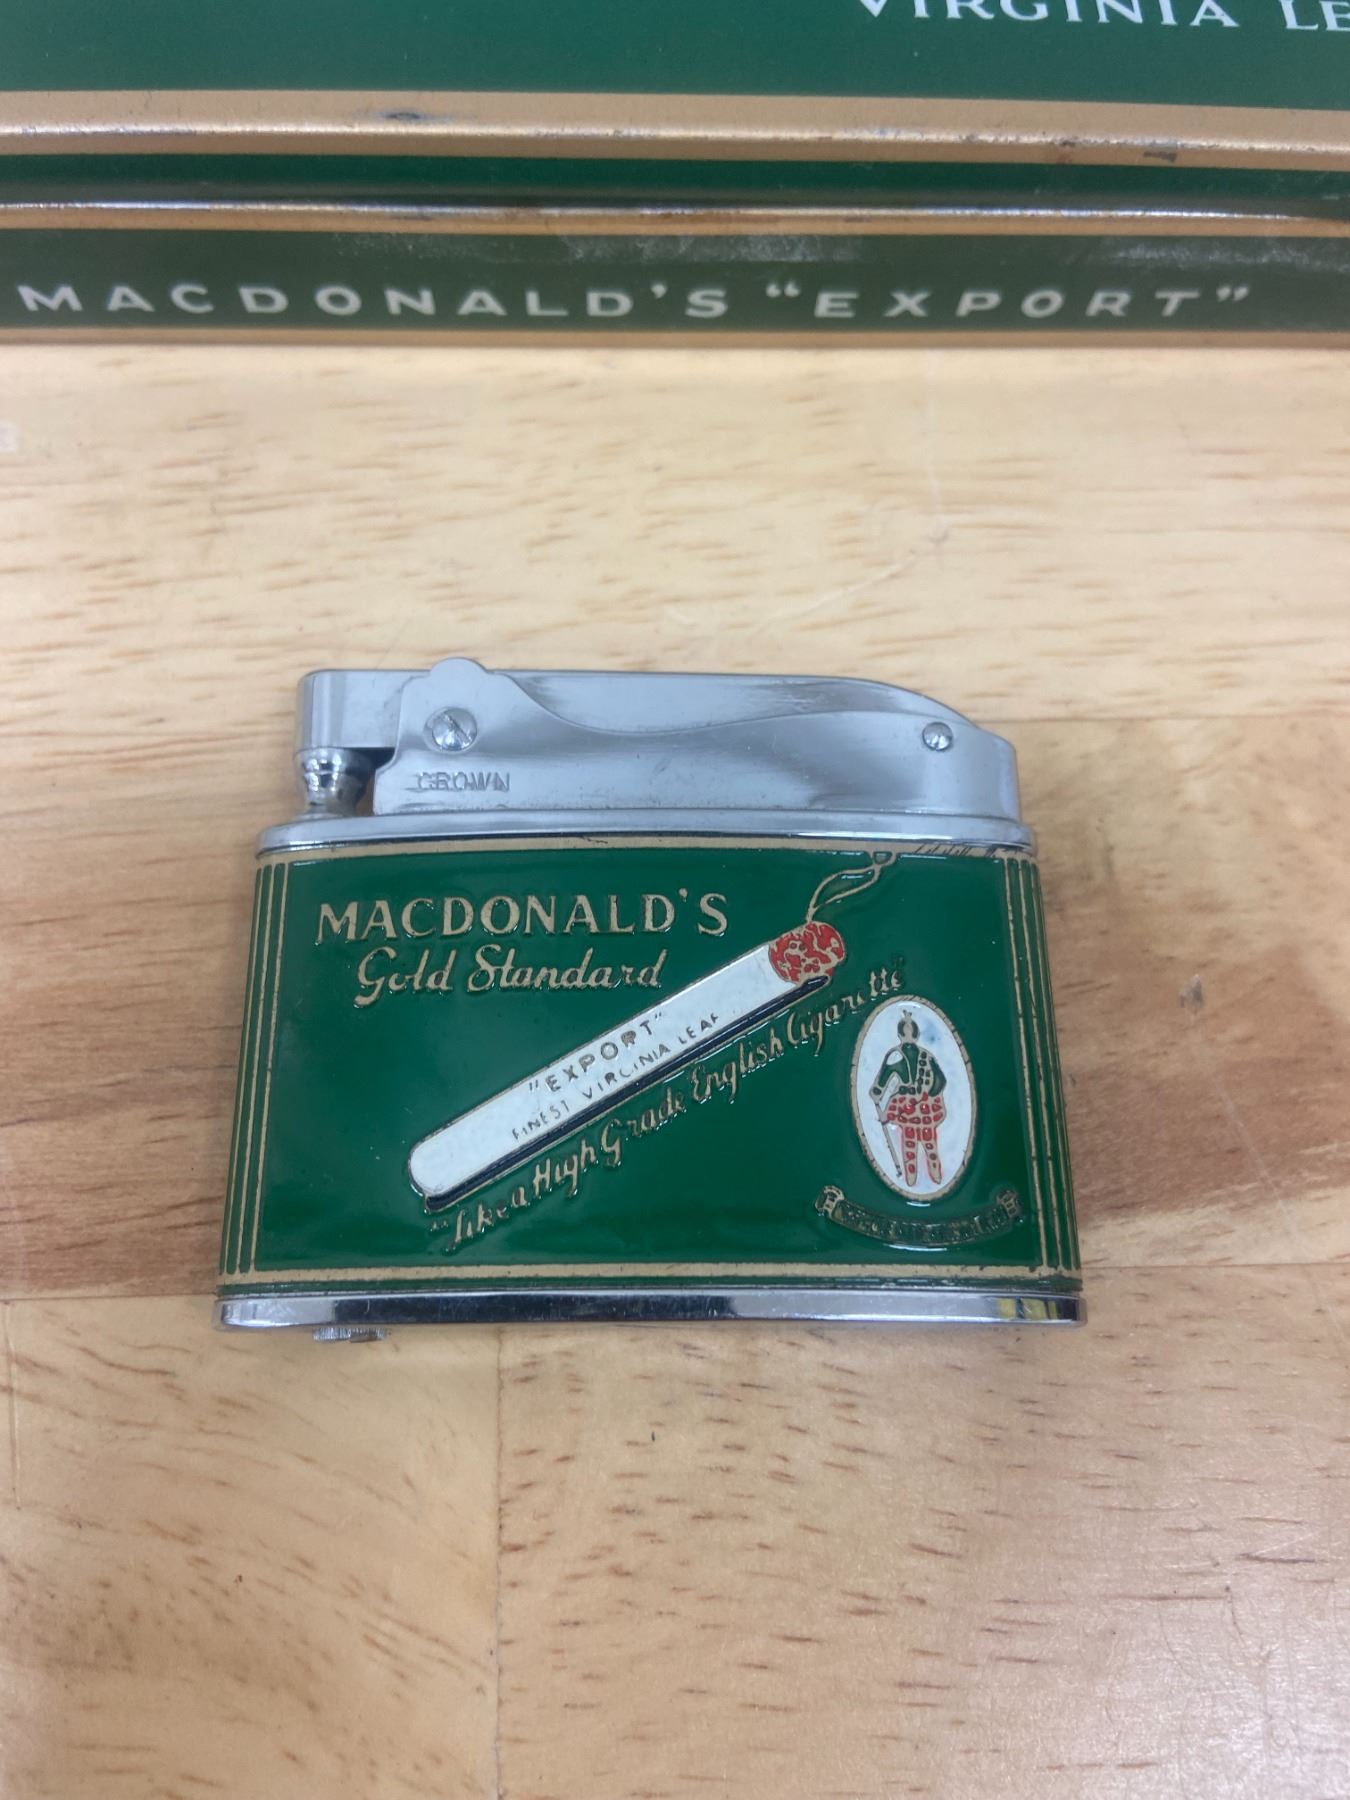 VIRGINIA LE
MACDONALD'S "EXPORT"
CROWN
MACDONALD'S
Gold Standard
"EXPORT"
FINEST VIRGINIA LEAF
"Like a High Grade English Cigarette"